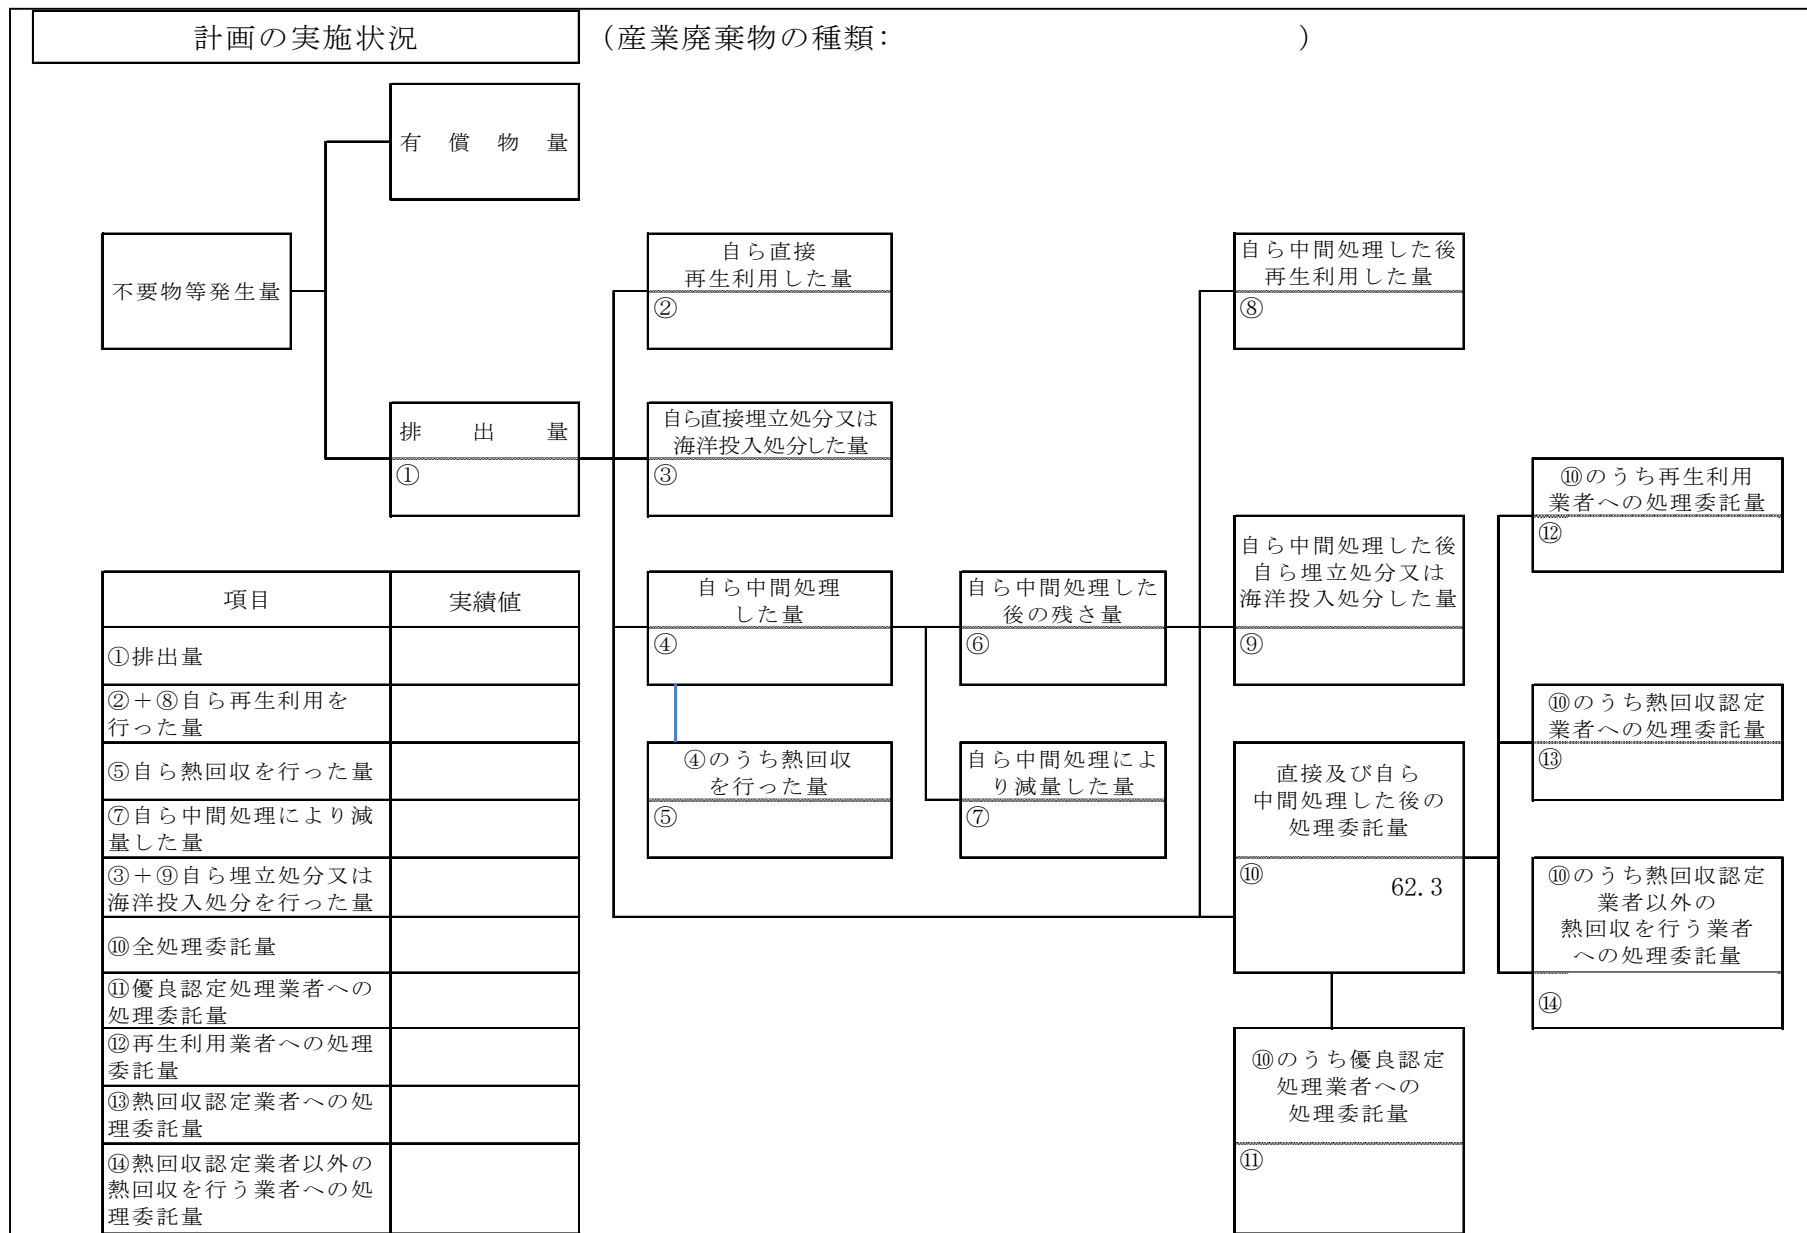 計画の実施状況
（産業廃棄物の種類：　　　　　　　　）
有償物量
不要物等発生量
自ら直接
再生利用した量
②
自ら中間処理した後
再生利用した量
⑧
排出量
①
自ら直接埋立処分又は
海洋投入処分した量
③
⑩のうち再生利用
業者への処理委託量
⑫
自ら中間処理した後
自ら埋立処分又は
海洋投入処分した量
⑨
自ら中間処理
した量
④
自ら中間処理した
後の残さ量
⑥
④のうち熱回収
を行った量
⑤
自ら中間処理によ
り減量した量
⑦
⑩のうち熱回収認定
業者への処理委託量
⑬
直接及び自ら
中間処理した後の
処理委託量
⑩ 62.3
⑩のうち熱回収認定
業者以外の
熱回収を行う業者
への処理委託量
⑭
⑩のうち優良認定
処理業者への
処理委託量
⑪
項目 実績値
①排出量
②＋⑧自ら再生利用を
行った量
⑤自ら熱回収を行った量
⑦自ら中間処理により減
量した量
③＋⑨自ら埋立処分又は
海洋投入処分を行った量
⑩全処理委託量
⑪優良認定処理業者への
処理委託量
⑫再生利用業者への処理
委託量
⑬熱回収認定業者への処
理委託量
⑭熱回収認定業者以外の
熱回収を行う業者への処
理委託量